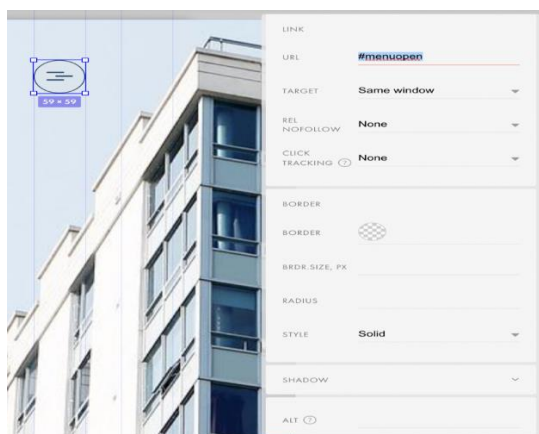 LINK
URL #menuopen
TARGET Same window
REL
NOFOLLOW None
CLICK
TRACKING ? None
59 × 59
BORDER
BORDER
BRDR.SIZE, PX
RADIUS
STYLE Solid
SHADOW
ALT ?